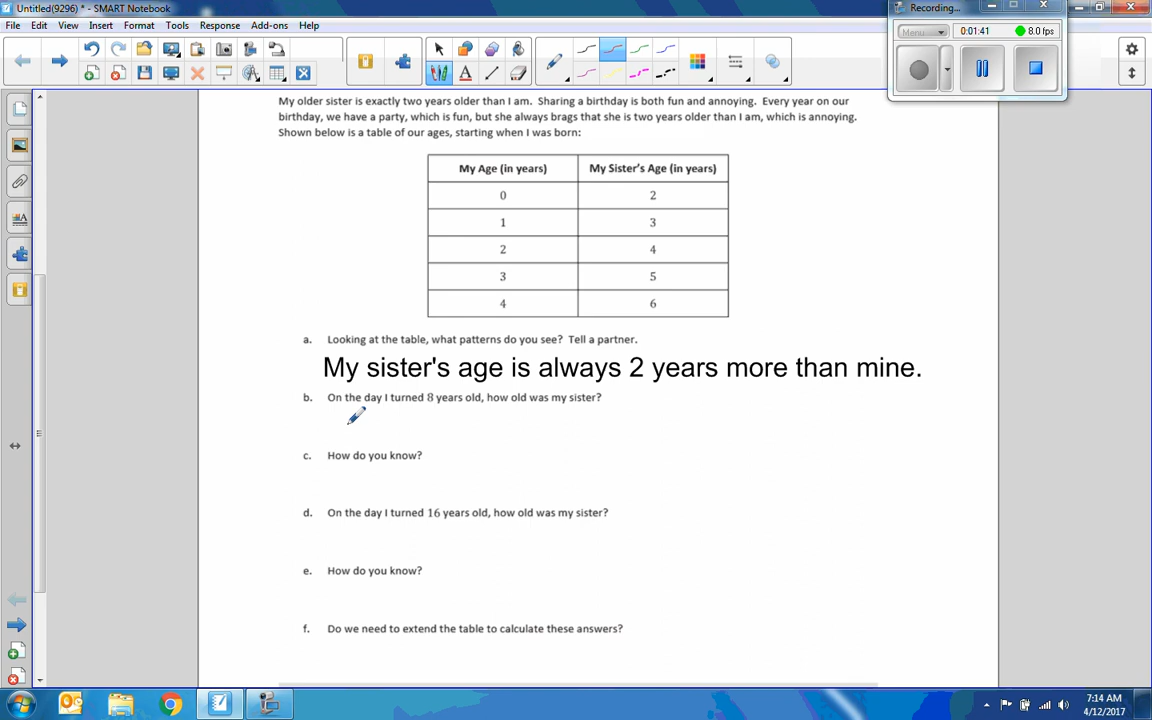 Untitled(9296) * - SMART Notebook
Recording...
File Edit View Insert Format Tools Response Add-ons Help
Menu 0:01:41 8.0 fps
My older sister is exactly two years older than I am. Sharing a birthday is both fun and annoying. Every year on our
birthday, we have a party, which is fun, but she always brags that she is two years older than I am, which is annoying.
Shown below is a table of our ages, starting when I was born:
My Age (in years) My Sister's Age (in years)
0 2
1 3
2 4
3 5
4 6
a. Looking at the table, what patterns do you see? Tell a partner.
My sister's age is always 2 years more than mine.
b. On the day I turned 8 years old, how old was my sister?
c. How do you know?
d. On the day I turned 16 years old, how old was my sister?
e. How do you know?
f. Do we need to extend the table to calculate these answers?
7:14 AM
4/12/2017